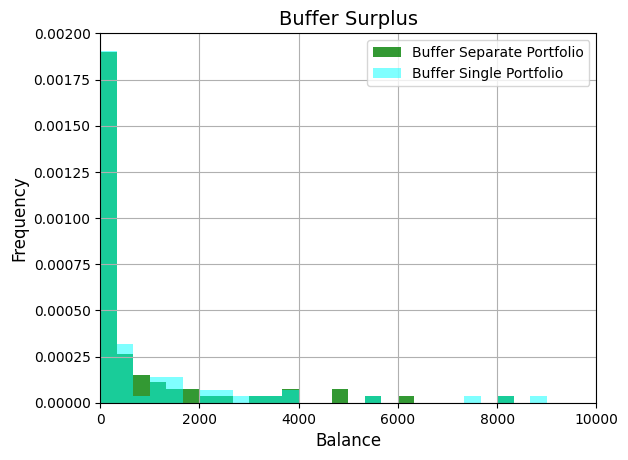 Buffer Surplus
Buffer Separate Portfolio
Buffer Single Portfolio
Frequency
0.00200
0.00175
0.00150
0.00125
0.00100
0.00075
0.00050
0.00025
0.00000
0 2000 4000 6000 8000 10000
Balance